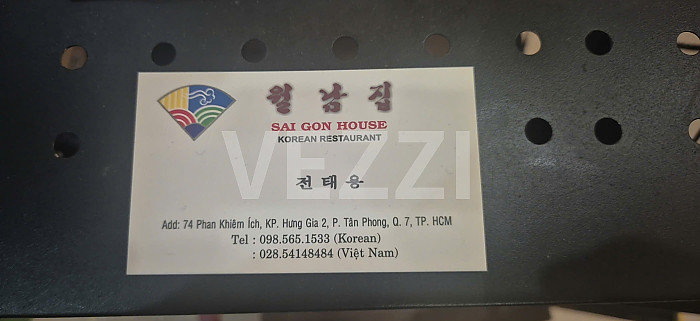 월남집
SAI GON HOUSE
KOREAN RESTAURANT
VEZZI
전태용
Add: 74 Phan Khiêm Ích, KP. Hưng Gia 2, P. Tân Phong, Q. 7, TP. HCM
Tel : 098.565.1533 (Korean)
: 028.54148484 (Việt Nam)